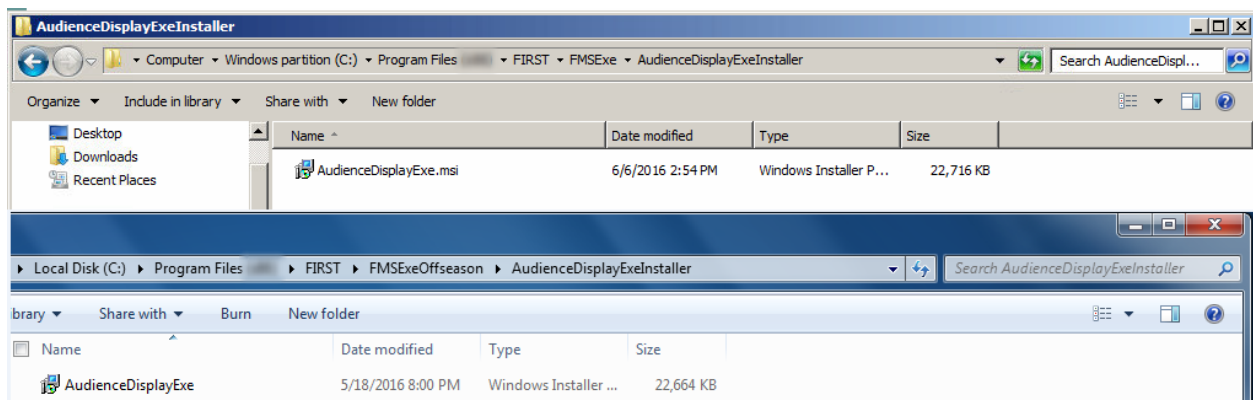 AudienceDisplayExeInstaller
Computer Windows partition (C:) Program Files FIRST FMSExe AudienceDisplayExeInstaller Search AudienceDispl...
Organize Include in library Share with New folder
Desktop Name Date modified Type Size
Downloads AudienceDisplayExe.msi 6/6/2016 2:54 PM Windows Installer P... 22,716 KB
Recent Places
Local Disk (C:) Program Files FIRST FMSExeOffseason AudienceDisplayExeInstaller Search AudienceDisplayExeInstaller
ibrary Share with Burn New folder
Name Date modified Type Size
AudienceDisplayExe 5/18/2016 8:00 PM Windows Installer ... 22,664 KB